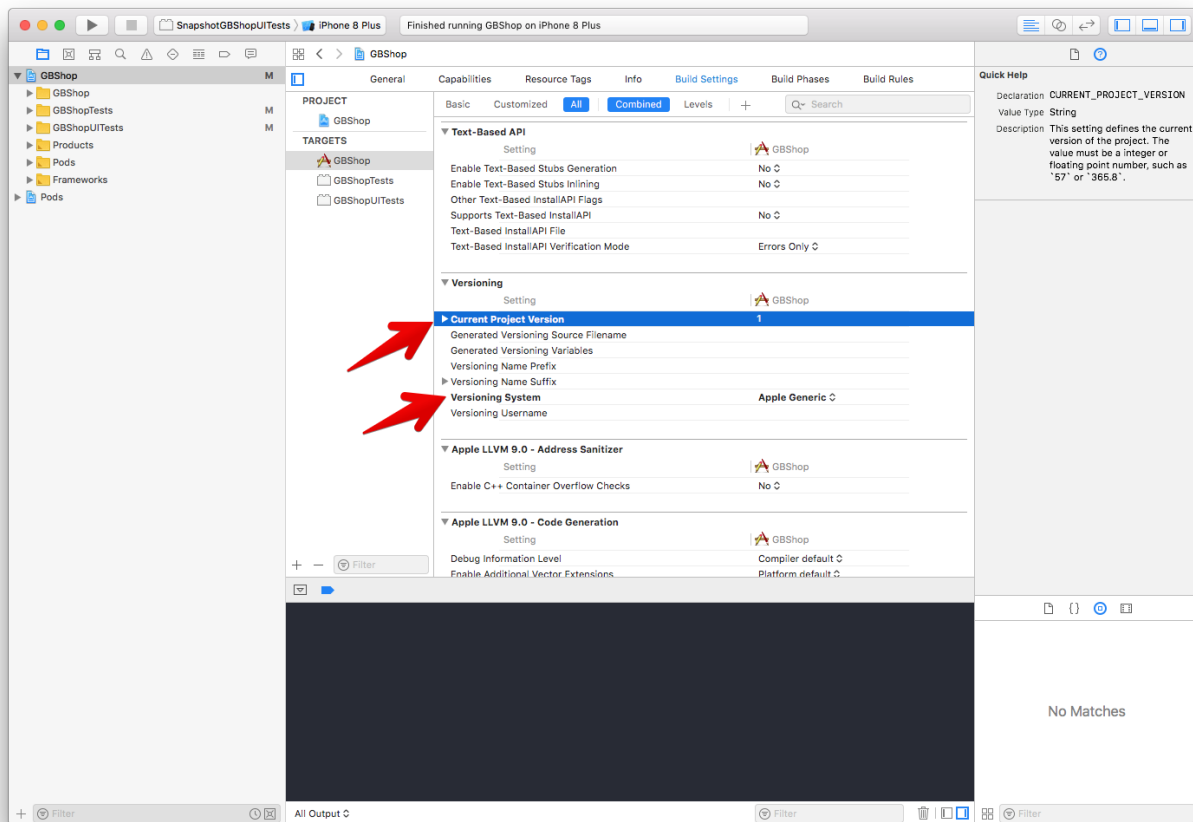 SnapshotGBShopUITests iPhone 8 Plus
Finished running GBShop on iPhone 8 Plus
GBShop M
GBShop
GBShopTests M
GBShopUITests M
Products
Pods
Frameworks
Pods
Filter
GBShop
General Capabilities Resource Tags Info Build Settings Build Phases Build Rules
PROJECT
GBShop
TARGETS
GBShop
GBShopTests
GBShopUITests
Filter
Basic Customized All Combined Levels Search
Text-Based API
Setting GBShop
Enable Text-Based Stubs Generation No
Enable Text-Based Stubs Inlining No
Other Text-Based InstallAPI Flags
Supports Text-Based InstallAPI No
Text-Based InstallAPI File
Text-Based InstallAPI Verification Mode Errors Only
Versioning
Setting GBShop
Current Project Version 1
Generated Versioning Source Filename
Generated Versioning Variables
Versioning Name Prefix
Versioning Name Suffix
Versioning System Apple Generic
Versioning Username
Apple LLVM 9.0 - Address Sanitizer
Setting GBShop
Enable C++ Container Overflow Checks No
Apple LLVM 9.0 - Code Generation
Setting GBShop
Debug Information Level Compiler default
Enable Additional Vector Extensions Platform default
All Output
Filter
Quick Help
Declaration CURRENT_PROJECT_VERSION
Value Type String
Description This setting defines the current
version of the project. The
value must be a integer or
floating point number, such as
`57` or `365.8`.
No Matches
Filter